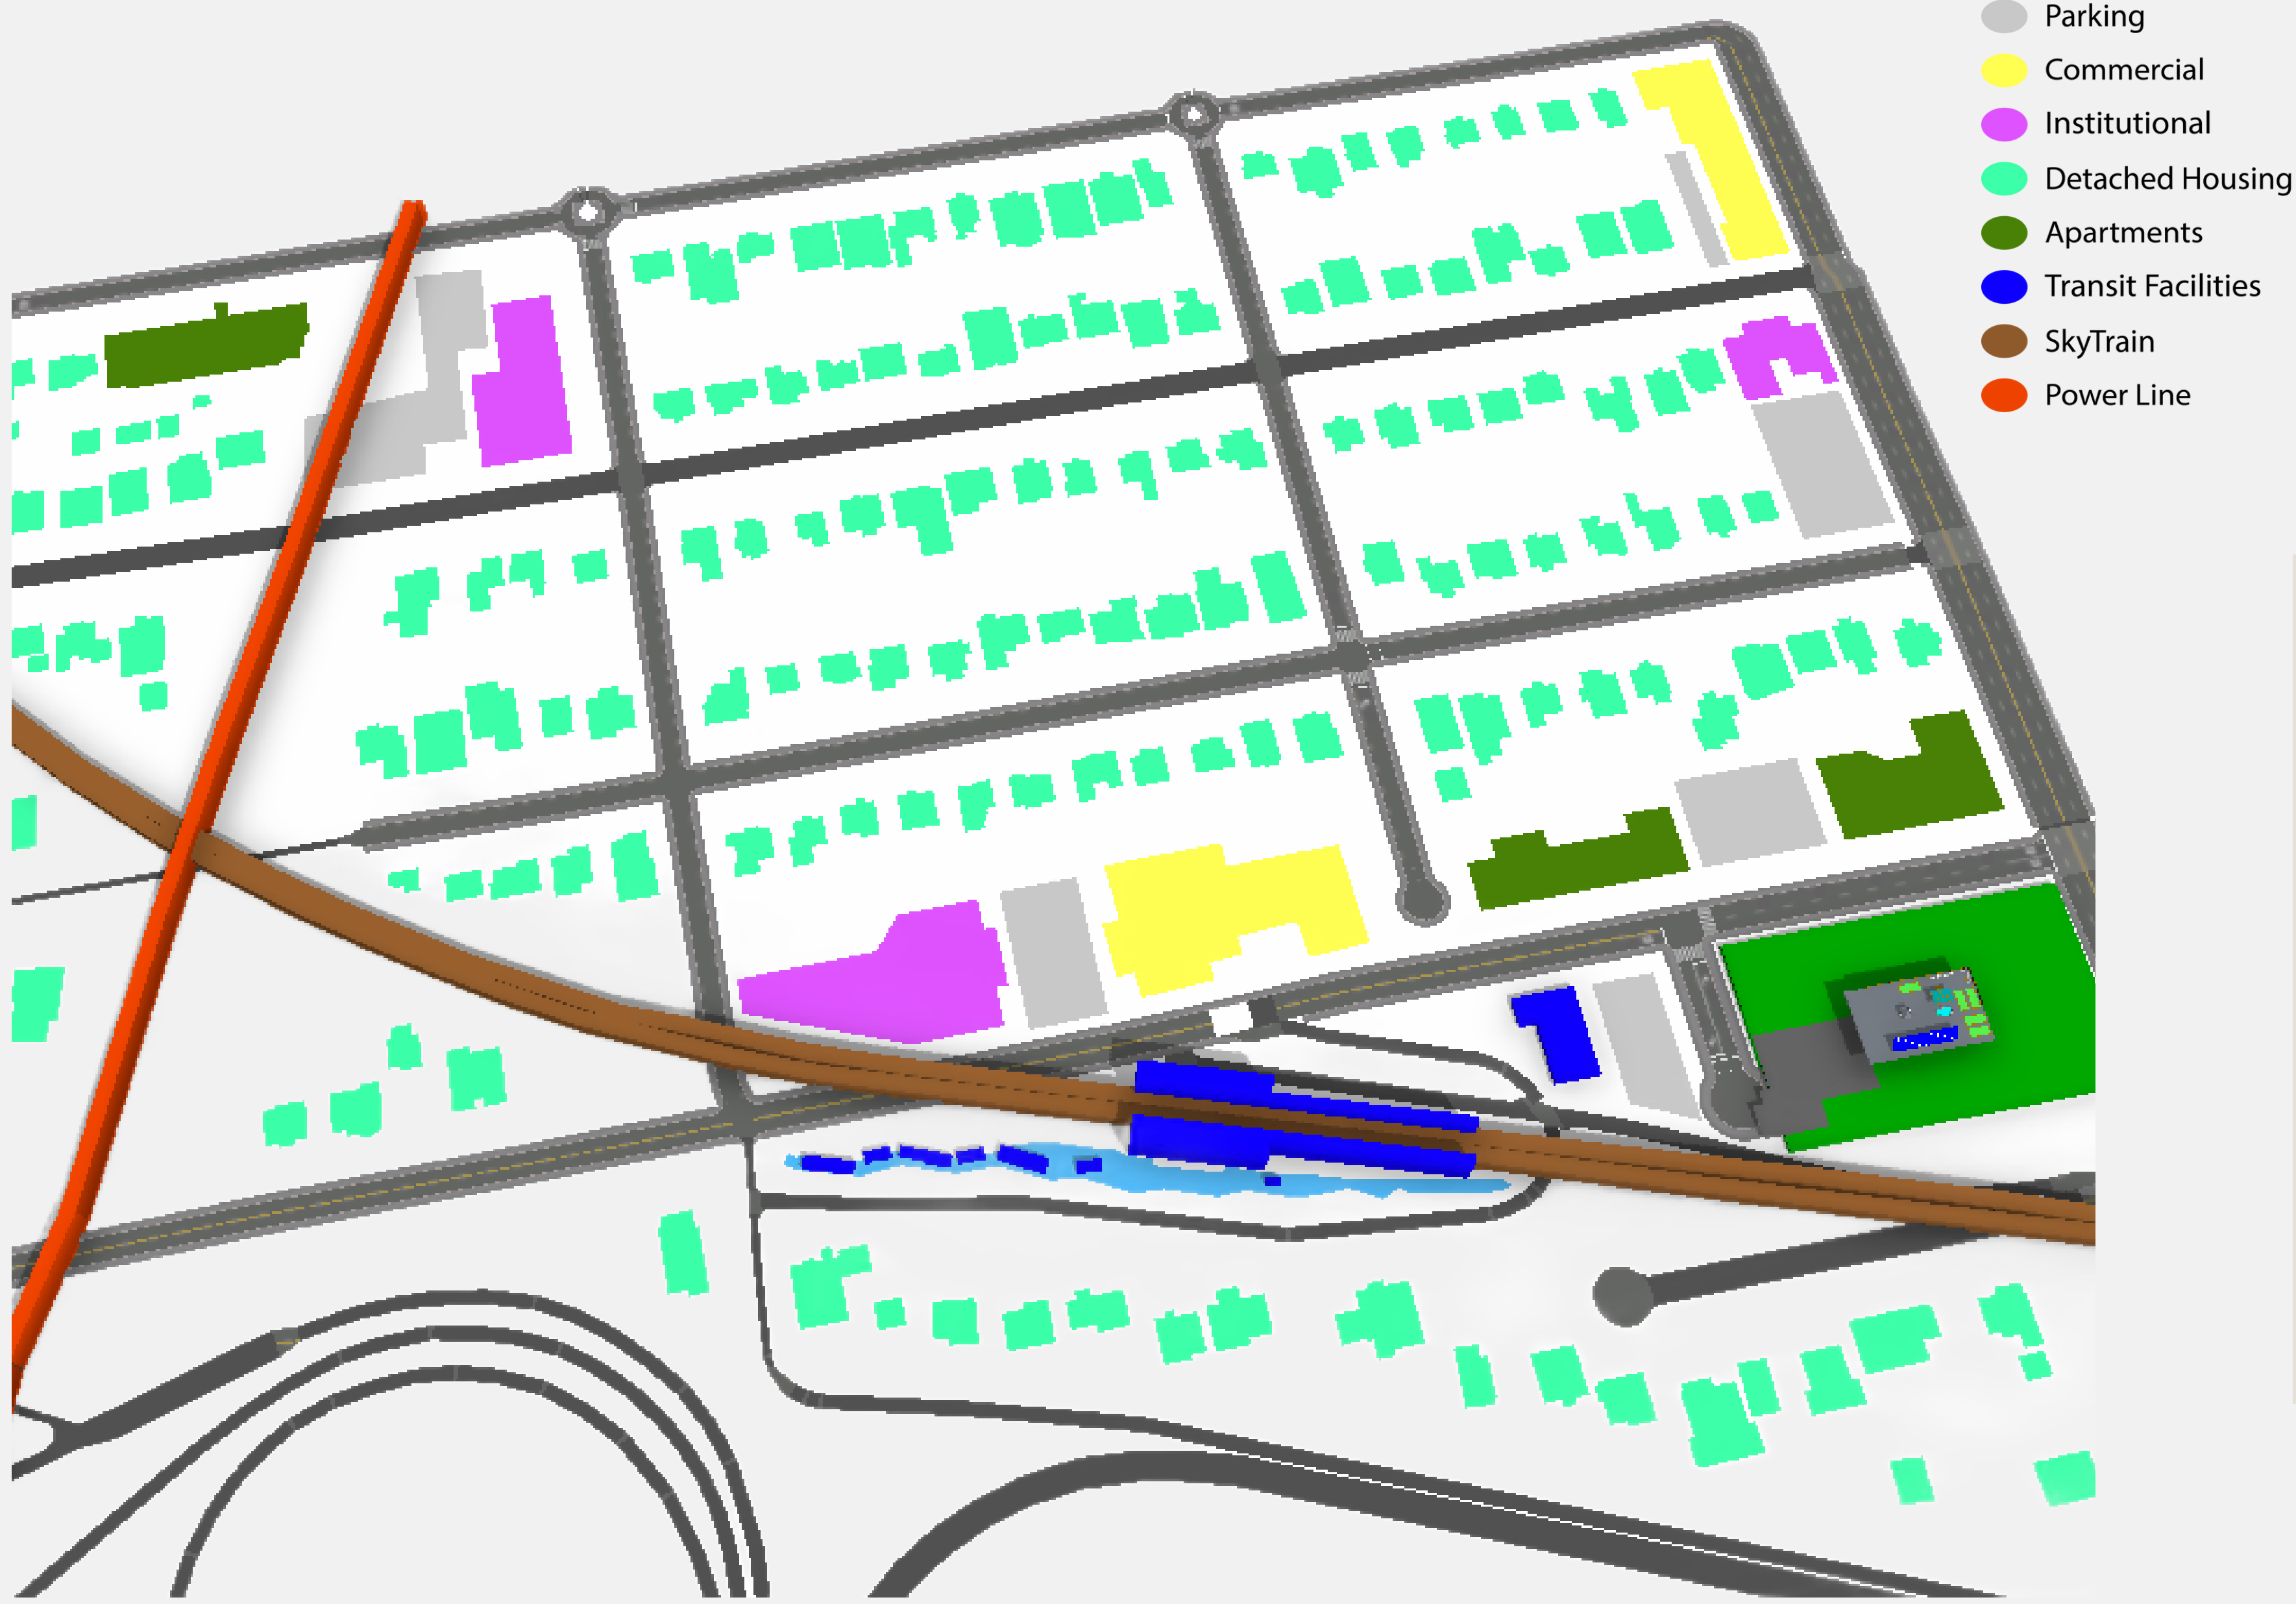 Parking
Commercial
Institutional
Detached Housing
Apartments
Transit Facilities
SkyTrain
Power Line